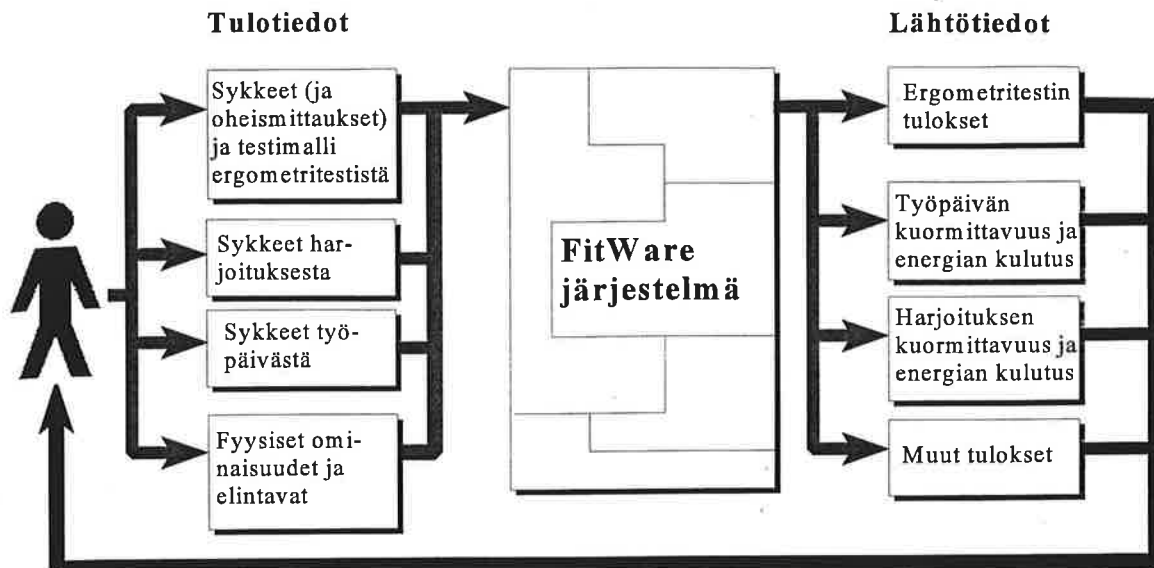 Tulotiedot
Sykkeet (ja
oheismittaukset)
ja testimalli
ergometritestistä
Sykkeet har-
joituksesta
Sykkeet työ-
päivästä
Fyysiset omi-
naisuudet ja
elintavat
FitWare
järjestelmä
Lähtötiedot
Ergometritestin
tulokset
Työpäivän
kuormittavuus ja
energian kulutus
Harjoituksen
kuormittavuus ja
energian kulutus
Muut tulokset